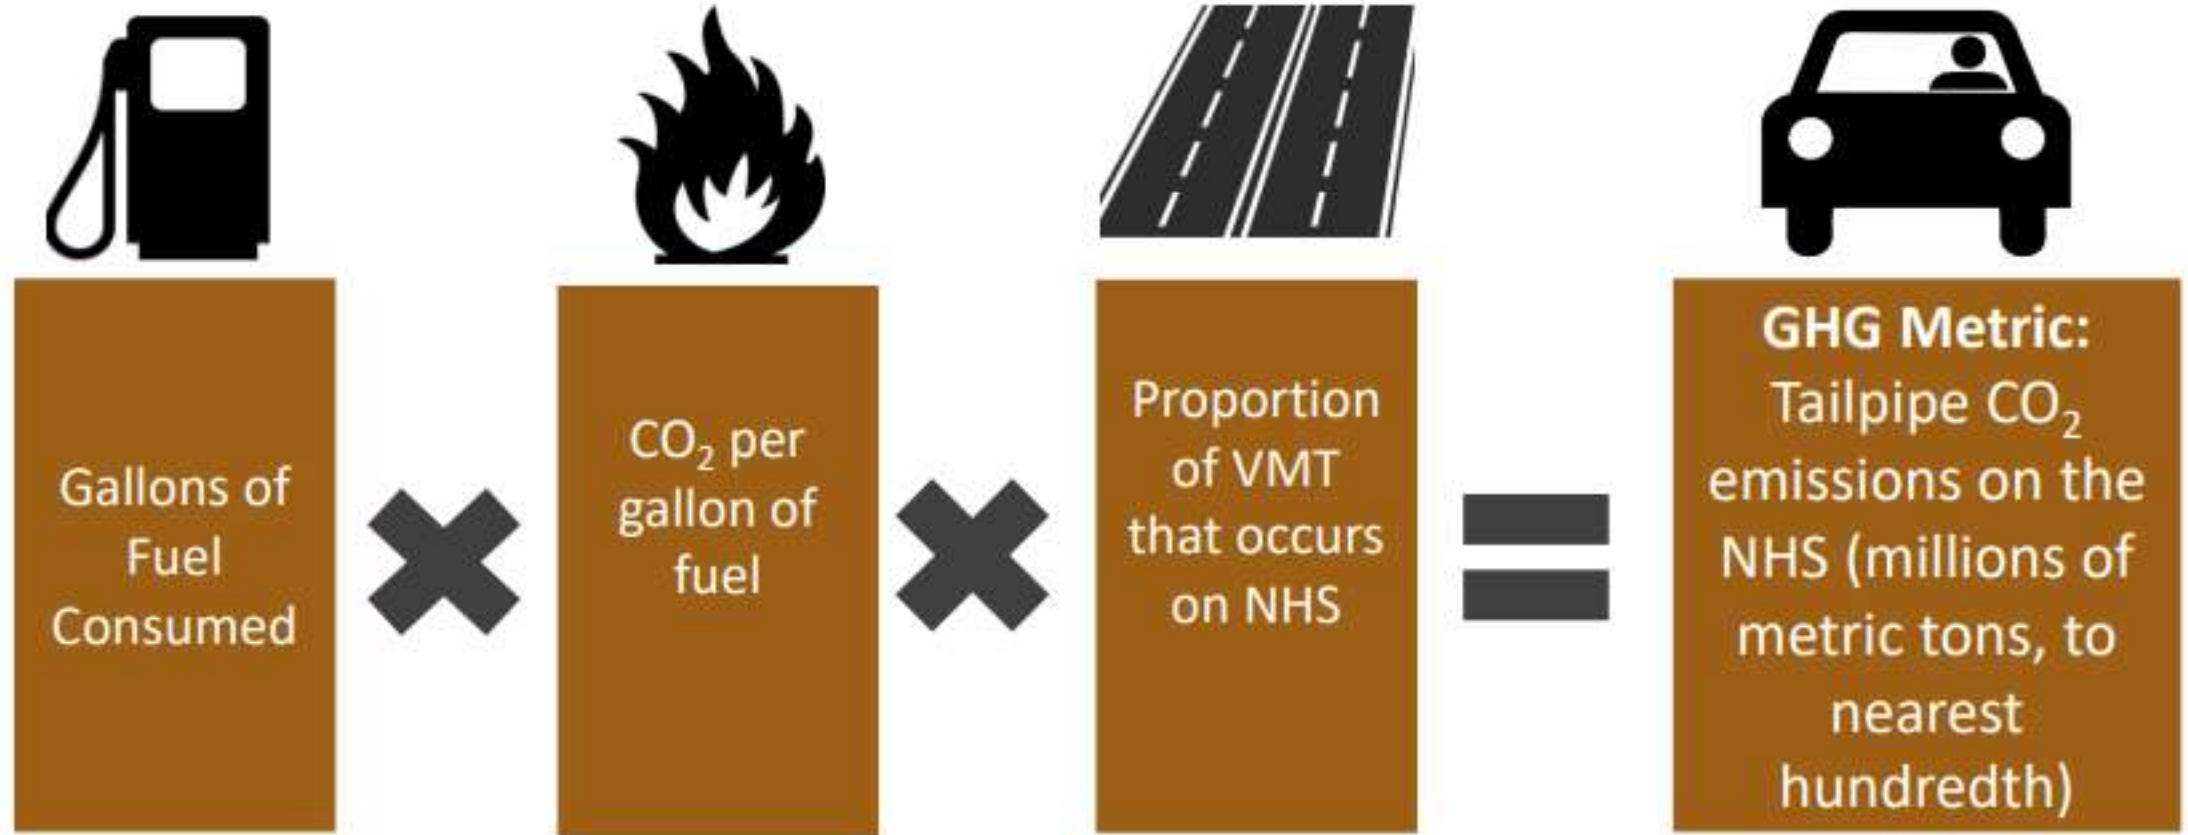 Gallons of
Fuel
Consumed
CO₂ per
gallon of
fuel
Proportion
of VMT
that occurs
on NHS
GHG Metric:
Tailpipe CO₂
emissions on the
NHS (millions of
metric tons, to
nearest
hundredth)